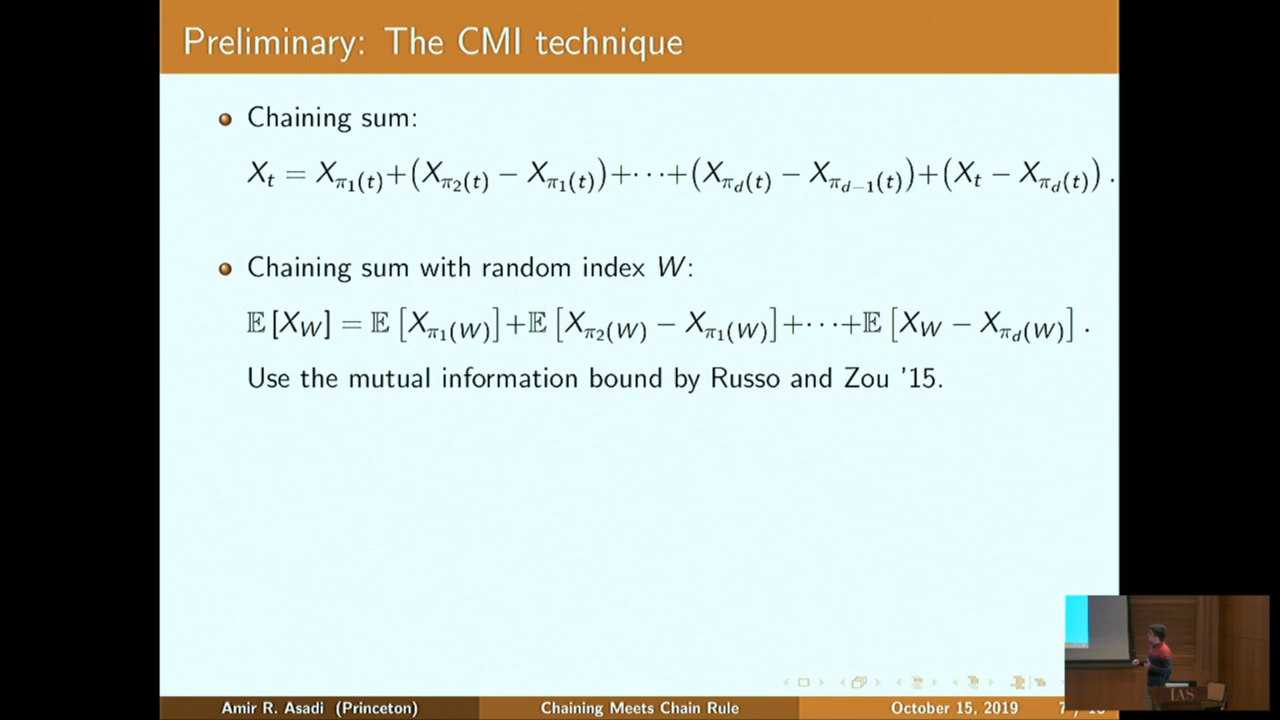 Preliminary: The CMI technique
Chaining sum:
X_t = X_{π_1(t)}+(X_{π_2(t)} − X_{π_1(t)})+···+(X_{π_d(t)} − X_{π_{d−1}(t)})+(X_t − X_{π_d(t)}).
Chaining sum with random index W:
𝔼[X_W] = 𝔼[X_{π_1(W)}]+𝔼[X_{π_2(W)} − X_{π_1(W)}]+···+𝔼[X_W − X_{π_d(W)}].
Use the mutual information bound by Russo and Zou '15.
IAS
Amir R. Asadi (Princeton) Chaining Meets Chain Rule October 15, 2019